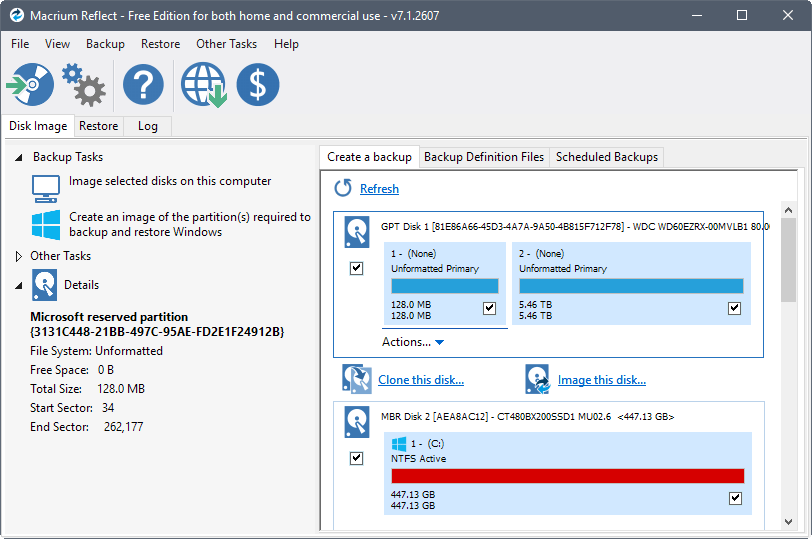 Macrium Reflect - Free Edition for both home and commercial use - v7.1.2607
File View Backup Restore Other Tasks Help
Disk Image Restore Log
Backup Tasks
Image selected disks on this computer
Create an image of the partition(s) required to
backup and restore Windows
Other Tasks
Details
Microsoft reserved partition
{3131C448-21BB-497C-95AE-FD2E1F24912B}
File System: Unformatted
Free Space: 0 B
Total Size: 128.0 MB
Start Sector: 34
End Sector: 262,177
Create a backup Backup Definition Files Scheduled Backups
Refresh
GPT Disk 1 [81E86A66-45D3-4A7A-9A50-4B815F712F78] - WDC WD60EZRX-00MVLB1 80.0
1 - (None)
Unformatted Primary
128.0 MB
128.0 MB
2 - (None)
Unformatted Primary
5.46 TB
5.46 TB
Actions...
Clone this disk... Image this disk...
MBR Disk 2 [AEA8AC12] - CT480BX200SSD1 MU02.6 <447.13 GB>
1 - (C:)
NTFS Active
447.13 GB
447.13 GB